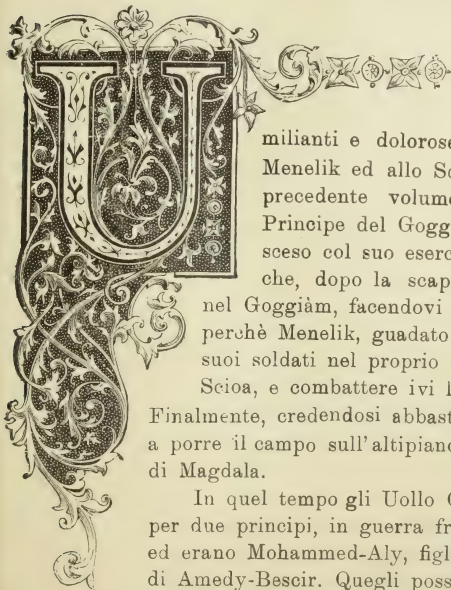 U
milianti e dolorose
Menelik ed allo Sc
precedente volume
Principe del Gogg
sceso col suo eserc
che, dopo la scap
nel Goggiàm, facendovi
perchè Menelik, guadato
suoi soldati nel proprio
Scioa, e combattere ivi
Finalmente, credendosi abbast
a porre il campo sull'altipiano
di Magdala.
In quel tempo gli Uollo
per due principi, in guerra fr
ed erano Mohammed-Aly, figl
di Amedy-Bescir. Quegli poss